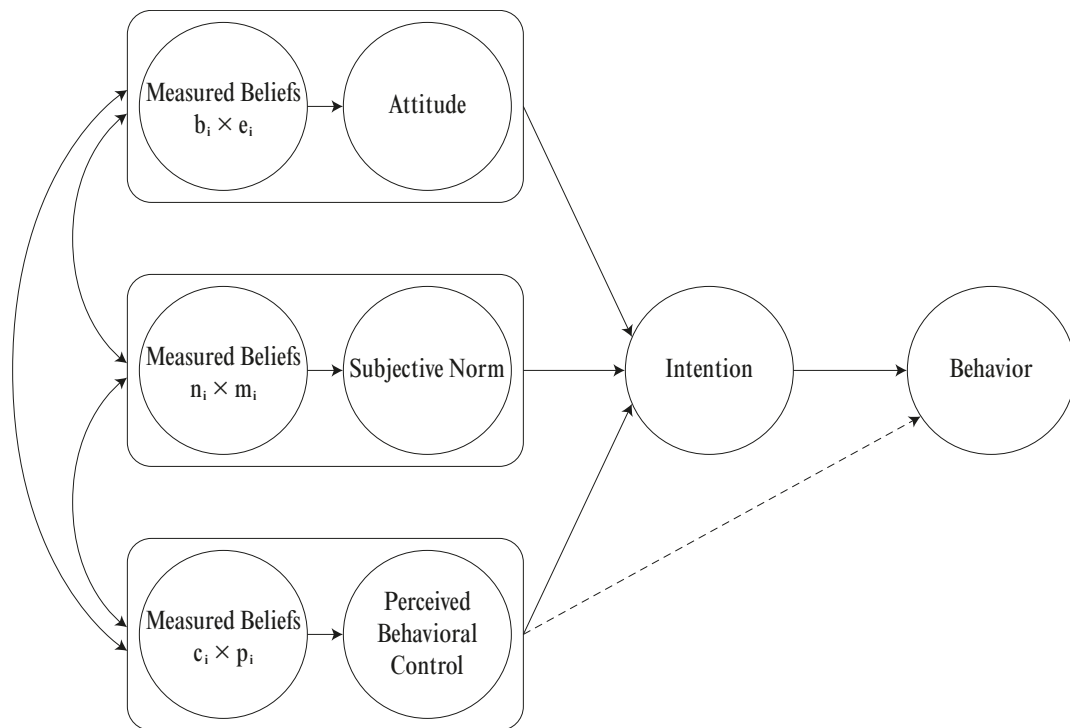 Measured Beliefs
bᵢ × eᵢ
Attitude
Measured Beliefs
nᵢ × mᵢ
Subjective Norm
Intention
Behavior
Measured Beliefs
cᵢ × pᵢ
Perceived
Behavioral
Control